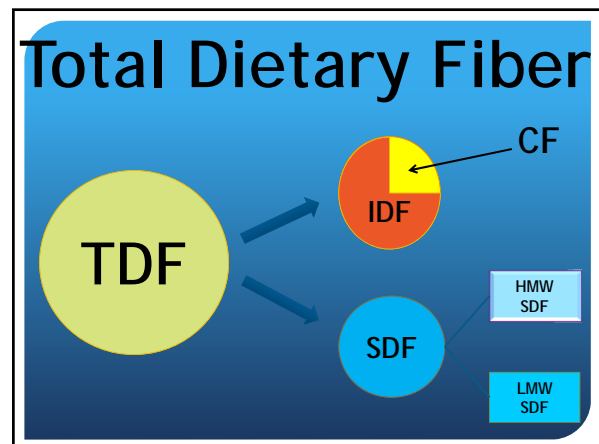 Total Dietary Fiber
CF
IDF
TDF
HMW
SDF
SDF
LMW
SDF